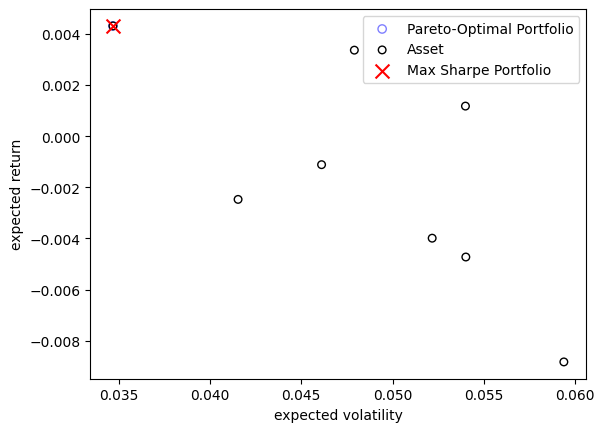 0.004
0.002
0.000
−0.002
−0.004
−0.006
−0.008
expected return
Pareto-Optimal Portfolio
Asset
Max Sharpe Portfolio
0.035 0.040 0.045 0.050 0.055 0.060
expected volatility